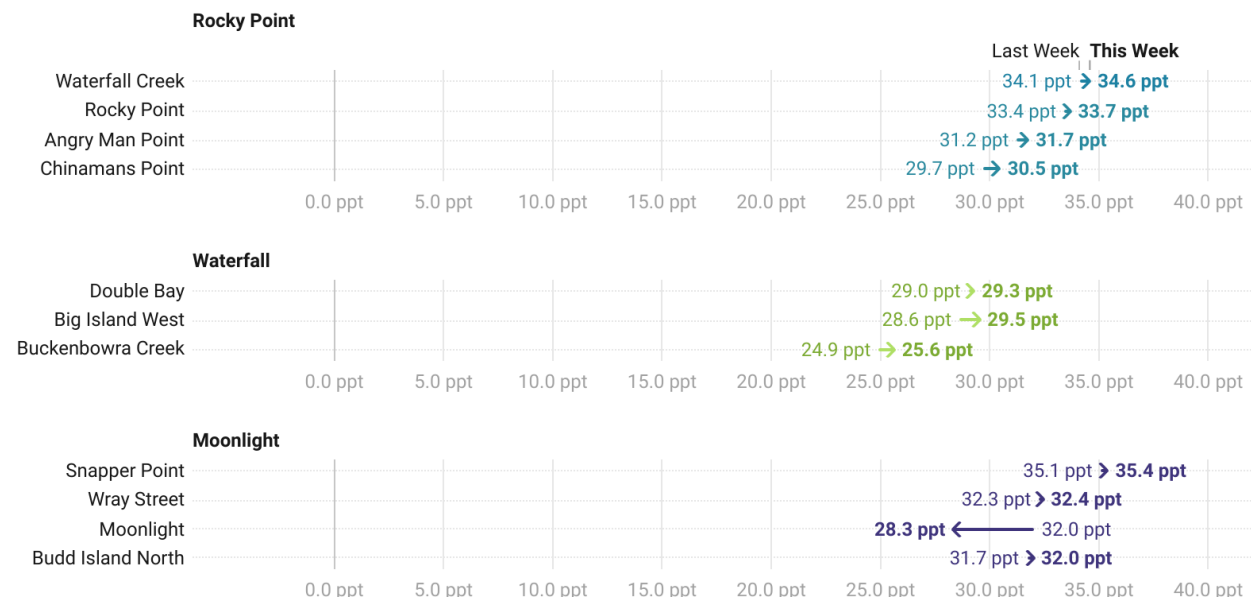 Rocky Point
Last Week This Week
Waterfall Creek 34.1 ppt 34.6 ppt
Rocky Point 33.4 ppt 33.7 ppt
Angry Man Point 31.2 ppt 31.7 ppt
Chinamans Point 29.7 ppt 30.5 ppt
0.0 ppt 5.0 ppt 10.0 ppt 15.0 ppt 20.0 ppt 25.0 ppt 30.0 ppt 35.0 ppt 40.0 ppt
Waterfall
Double Bay 29.0 ppt 29.3 ppt
Big Island West 28.6 ppt 29.5 ppt
Buckenbowra Creek 24.9 ppt 25.6 ppt
0.0 ppt 5.0 ppt 10.0 ppt 15.0 ppt 20.0 ppt 25.0 ppt 30.0 ppt 35.0 ppt 40.0 ppt
Moonlight
Snapper Point 35.1 ppt 35.4 ppt
Wray Street 32.3 ppt 32.4 ppt
Moonlight 28.3 ppt 32.0 ppt
Budd Island North 31.7 ppt 32.0 ppt
0.0 ppt 5.0 ppt 10.0 ppt 15.0 ppt 20.0 ppt 25.0 ppt 30.0 ppt 35.0 ppt 40.0 ppt